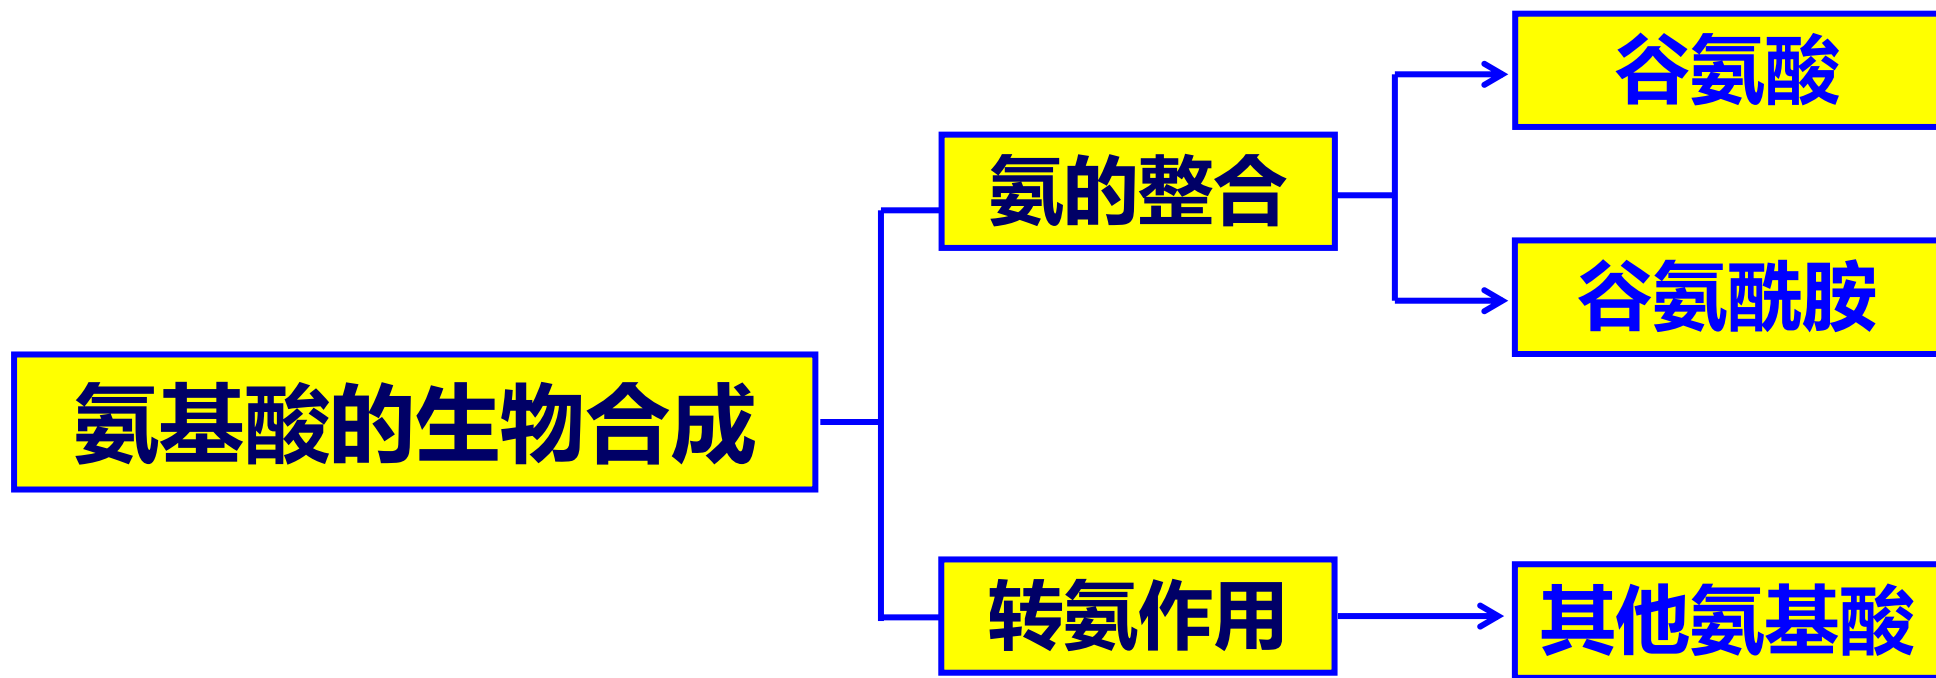 谷氨酸
氨的整合
谷氨酰胺
氨基酸的生物合成
转氨作用
其他氨基酸